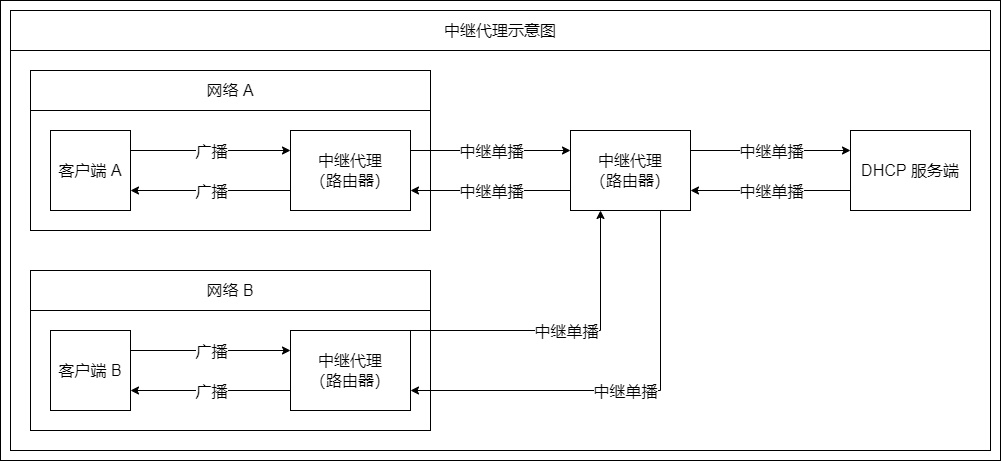 中继代理示意图
网络 A
客户端 A
广播
广播
中继代理
（路由器）
中继单播
中继单播
中继代理
（路由器）
中继单播
中继单播
DHCP 服务端
网络 B
客户端 B
广播
广播
中继代理
（路由器）
中继单播
中继单播